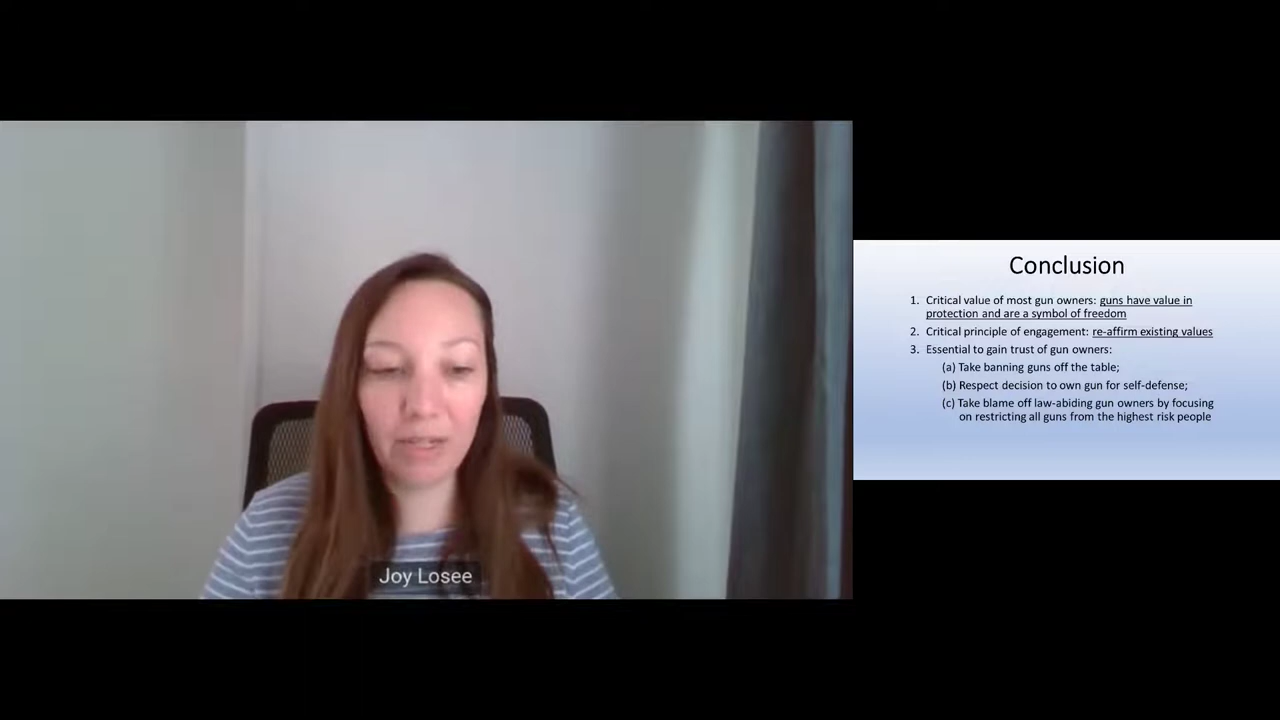 Joy Losee
Conclusion
1. Critical value of most gun owners: guns have value in
protection and are a symbol of freedom
2. Critical principle of engagement: re-affirm existing values
3. Essential to gain trust of gun owners:
(a) Take banning guns off the table;
(b) Respect decision to own gun for self-defense;
(c) Take blame off law-abiding gun owners by focusing
on restricting all guns from the highest risk people